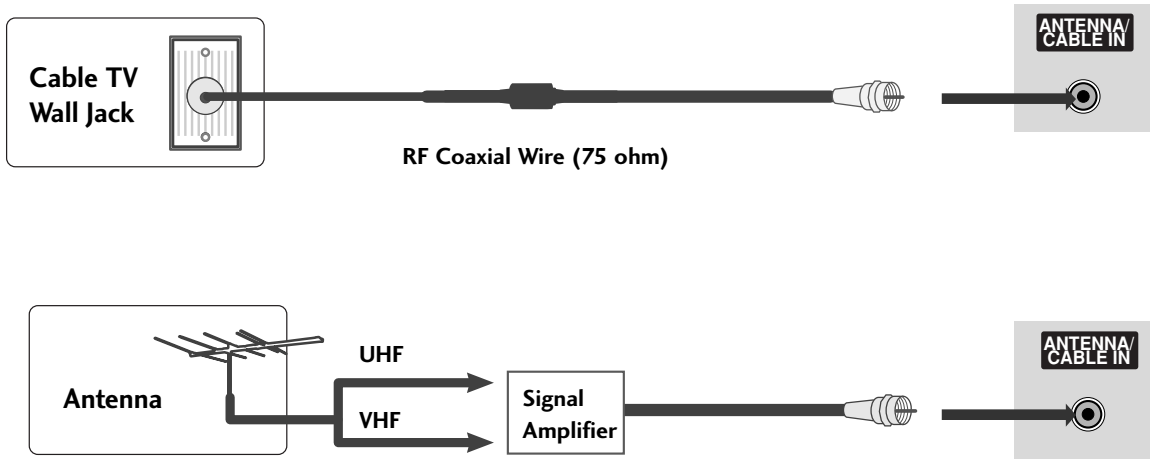 ANTENNA/
CABLE IN
Cable TV
Wall Jack
RF Coaxial Wire (75 ohm)
ANTENNA/
CABLE IN
UHF
Antenna
VHF
Signal
Amplifier